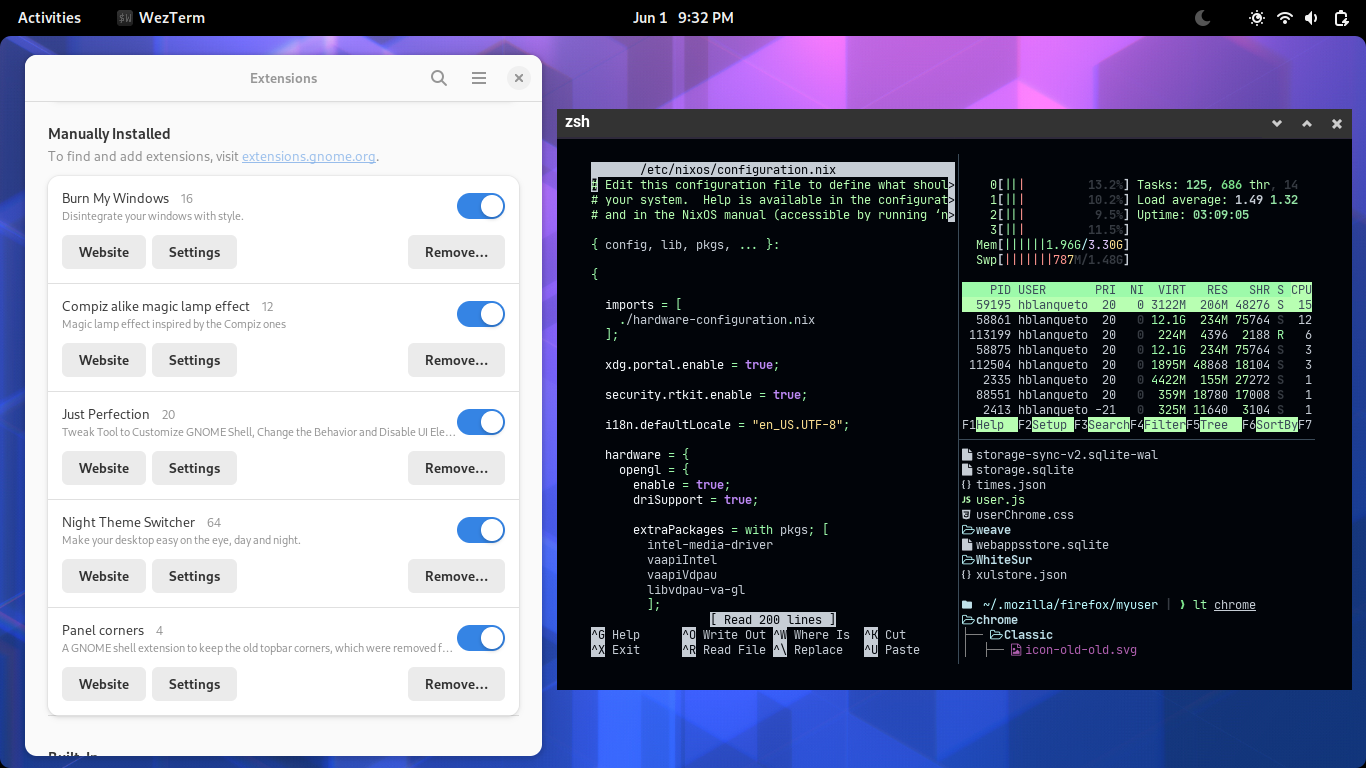 Activities
WezTerm
Jun 1 9:32 PM
Extensions
Manually Installed
To find and add extensions, visit extensions.gnome.org.
Burn My Windows 16
Disintegrate your windows with style.
Website Settings Remove…
Compiz alike magic lamp effect 12
Magic lamp effect inspired by the Compiz ones
Website Settings Remove…
Just Perfection 20
Tweak Tool to Customize GNOME Shell, Change the Behavior and Disable UI Ele…
Website Settings Remove…
Night Theme Switcher 64
Make your desktop easy on the eye, day and night.
Website Settings Remove…
Panel corners 4
A GNOME shell extension to keep the old topbar corners, which were removed f…
Website Settings Remove…
zsh
/etc/nixos/configuration.nix
# Edit this configuration file to define what shoul>
# your system.  Help is available in the configurat>
# and in the NixOS manual (accessible by running ‘n>
{ config, lib, pkgs, ... }:
{
imports = [
./hardware-configuration.nix
];
xdg.portal.enable = true;
security.rtkit.enable = true;
i18n.defaultLocale = "en_US.UTF-8";
hardware = {
opengl = {
enable = true;
driSupport = true;
extraPackages = with pkgs; [
intel-media-driver
vaapiIntel
vaapiVdpau
libvdpau-va-gl
];
[ Read 200 lines ]
^G Help ^O Write Out ^W Where Is ^K Cut
^X Exit ^R Read File ^\ Replace ^U Paste
0[||| 13.2%] Tasks: 125, 686 thr, 14
1[||| 10.2%] Load average: 1.49 1.32
2[||| 9.5%] Uptime: 03:09:05
3[||| 11.5%]
Mem[||||||1.96G/3.30G]
Swp[|||||||787M/1.48G]
PID USER PRI NI VIRT RES SHR S CPU
59195 hblanqueto 20 0 3122M 206M 48276 S 15
58861 hblanqueto 20 0 12.1G 234M 75764 S 12
113199 hblanqueto 20 0 224M 4396 2188 R 6
58875 hblanqueto 20 0 12.1G 234M 75764 S 3
112504 hblanqueto 20 0 1895M 48868 18104 S 3
2335 hblanqueto 20 0 4422M 155M 27272 S 1
88551 hblanqueto 20 0 359M 18780 17008 S 1
2413 hblanqueto -21 0 325M 11640 3104 S 1
F1Help F2Setup F3SearchF4FilterF5Tree F6SortByF7
storage-sync-v2.sqlite-wal
storage.sqlite
{} times.json
JS user.js
userChrome.css
weave
webappsstore.sqlite
WhiteSur
{} xulstore.json
~/.mozilla/firefox/myuser | ❯ lt chrome
chrome
├── Classic
│ ├── icon-old-old.svg